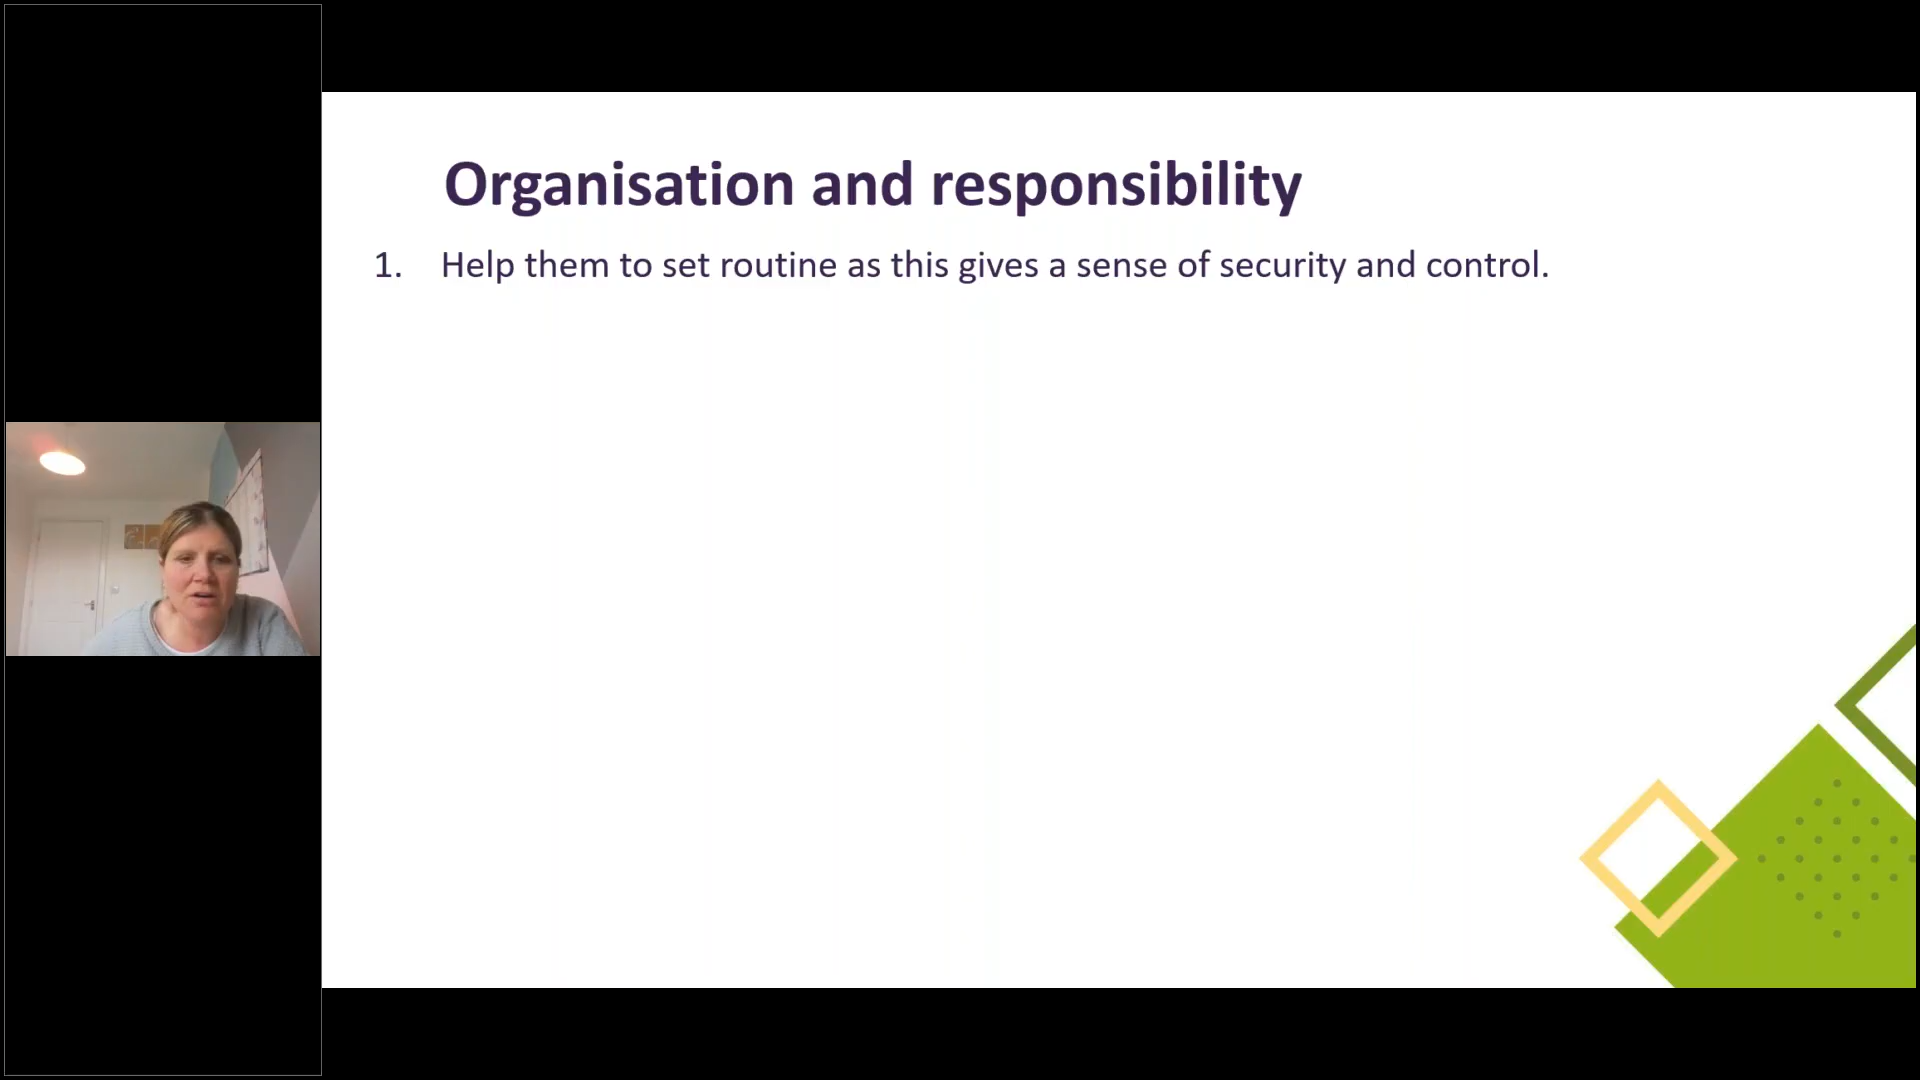 Organisation and responsibility
1. Help them to set routine as this gives a sense of security and control.